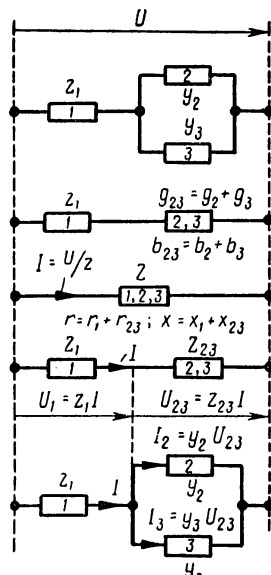 U
z₁
1
2
y₂
y₃
3
z₁
1
g₂₃ = g₂ + g₃
2, 3
b₂₃ = b₂ + b₃
I = U/z
Z
1, 2, 3
r = r₁ + r₂₃ ; x = x₁ + x₂₃
z₁
1
I
Z₂₃
2, 3
U₁ = z₁I
U₂₃ = Z₂₃I
I₂ = y₂ U₂₃
2
y₂
z₁
1
I
I₃ = y₃ U₂₃
3